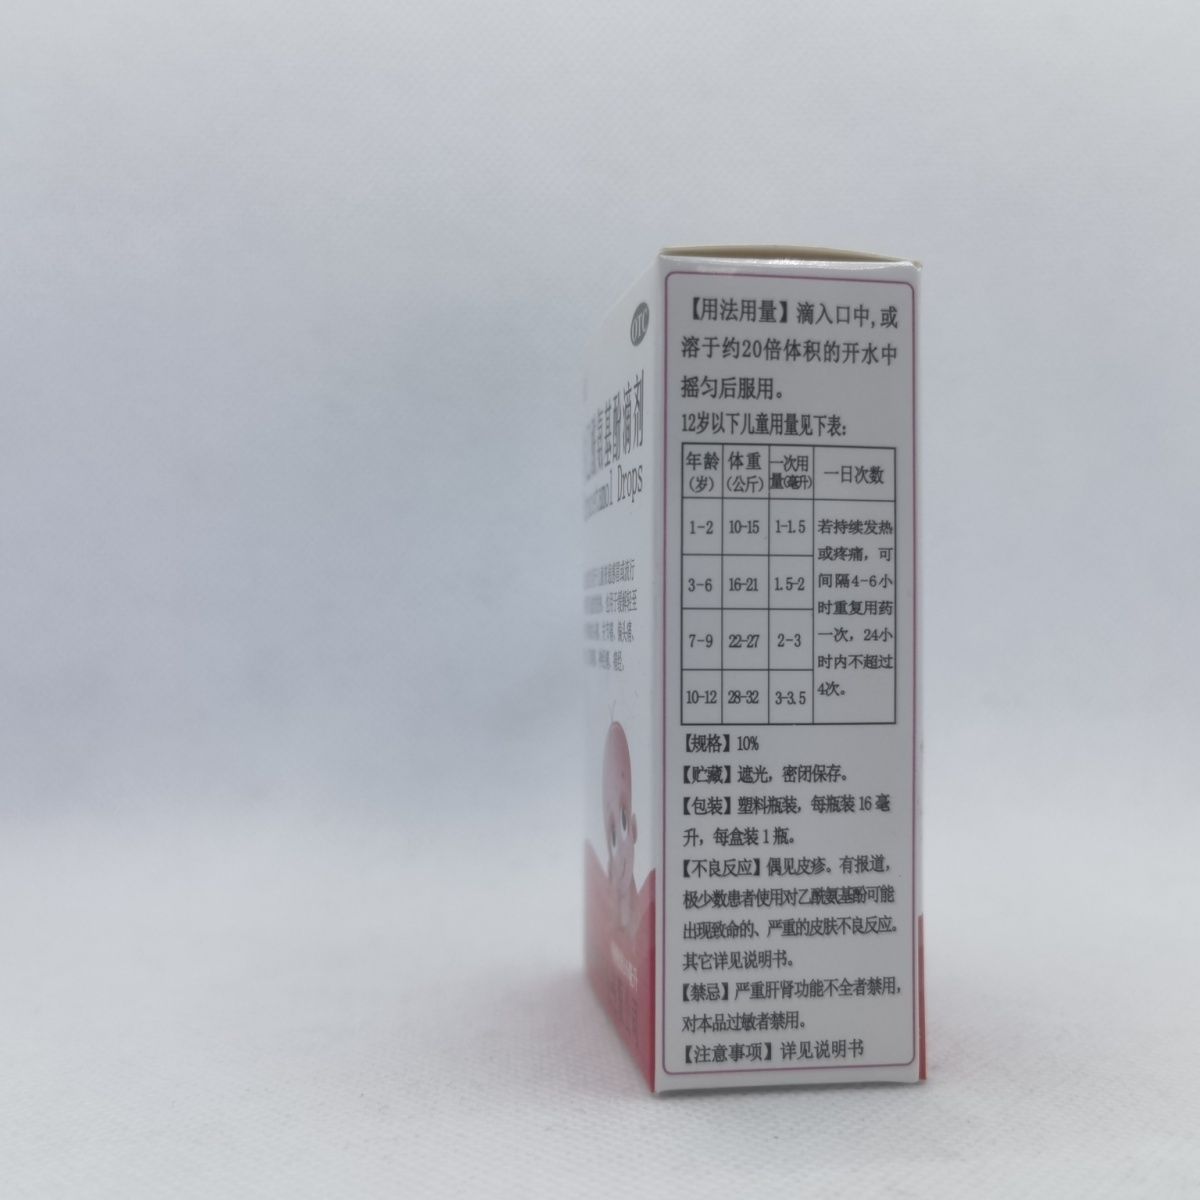 OTC
氨基酚滴剂
Drops
【用法用量】滴入口中,或
溶于约20倍体积的开水中
摇匀后服用。
12岁以下儿童用量见下表:
年龄(岁) 体重(公斤) 一次用量(毫升) 一日次数
1-2 10-15 1-1.5
3-6 16-21 1.5-2
7-9 22-27 2-3
10-12 28-32 3-3.5
若持续发热
或疼痛，可
间隔4-6小
时重复用药
一次，24小
时内不超过
4次。
【规格】10%
【贮藏】遮光，密闭保存。
【包装】塑料瓶装，每瓶装16毫
升，每盒装1瓶。
【不良反应】偶见皮疹。有报道，
极少数患者使用对乙酰氨基酚可能
出现致命的、严重的皮肤不良反应。
其它详见说明书。
【禁忌】严重肝肾功能不全者禁用，
对本品过敏者禁用。
【注意事项】详见说明书